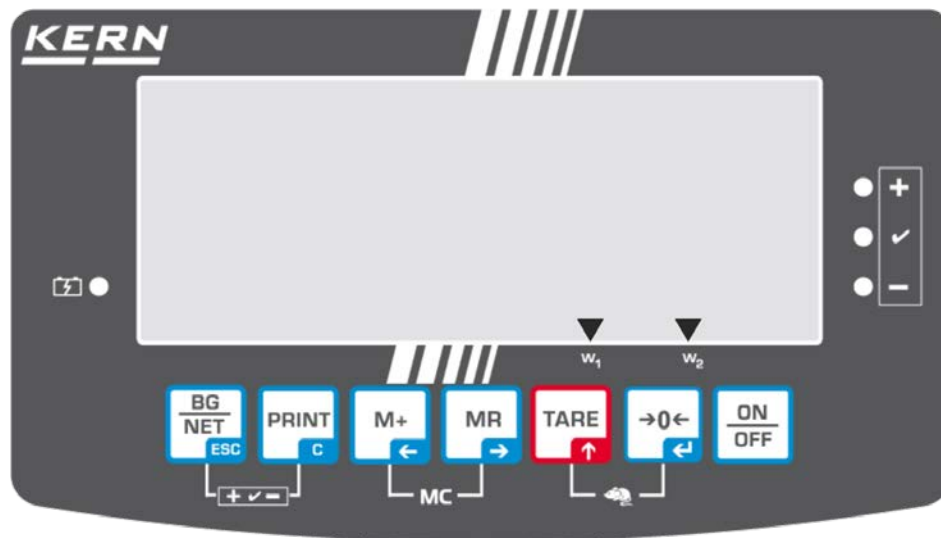 KERN
+
✓
−
w₁ w₂
BG
NET
ESC
PRINT
C
M+
←
MR
→
TARE
↑
→0←
↵
ON
OFF
+ ✓ −
MC